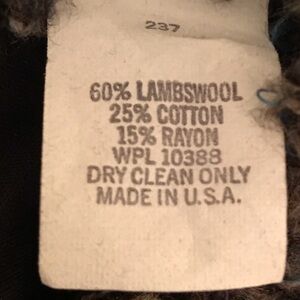 237
60% LAMBSWOOL
25% COTTON
15% RAYON
WPL 10388
DRY CLEAN ONLY
MADE IN U.S.A.